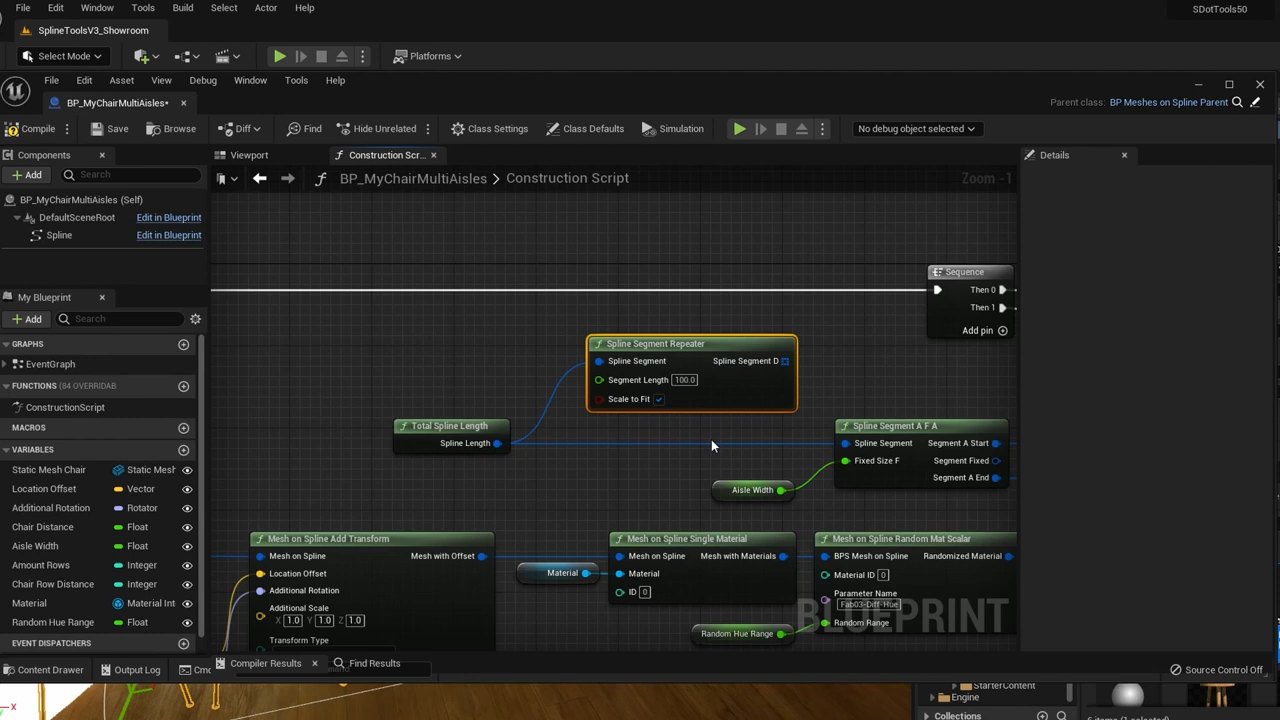 File Edit Window Tools Build Select Actor Help
SDotTools50
SplineToolsV3_Showroom
Select Mode
Platforms
File Edit Asset View Debug Window Tools Help
BP_MyChairMultiAisles•
Parent class: BP Meshes on Spline Parent
Compile Save Browse Diff Find Hide Unrelated Class Settings Class Defaults Simulation No debug object selected
Components
Viewport
Construction Scr...
Details
Add
Search
BP_MyChairMultiAisles > Construction Script
Zoom -1
BP_MyChairMultiAisles (Self)
DefaultSceneRoot Edit in Blueprint
Spline Edit in Blueprint
My Blueprint
Add
Search
GRAPHS
EventGraph
FUNCTIONS (84 OVERRIDAB
ConstructionScript
MACROS
VARIABLES
Static Mesh Chair Static Mesh
Location Offset Vector
Additional Rotation Rotator
Chair Distance Float
Aisle Width Float
Amount Rows Integer
Chair Row Distance Integer
Material Material Int
Random Hue Range Float
EVENT DISPATCHERS
Sequence
Then 0
Then 1
Add pin
Spline Segment Repeater
Spline Segment Spline Segment D
Segment Length 100.0
Scale to Fit
Total Spline Length
Spline Length
Spline Segment A F A
Spline Segment Segment A Start
Fixed Size F Segment Fixed
Segment A End
Aisle Width
Mesh on Spline Add Transform
Mesh on Spline Mesh with Offset
Location Offset
Additional Rotation
Additional Scale
X 1.0 Y 1.0 Z 1.0
Transform Type
Material
Mesh on Spline Single Material
Mesh on Spline Mesh with Materials
Material
ID 0
Random Hue Range
Mesh on Spline Random Mat Scalar
BPS Mesh on Spline Randomized Material
Material ID 0
Parameter Name
Fab03-Diff-Hue
Random Range
BLUEPRINT
Compiler Results
Find Results
Content Drawer Output Log
Source Control Off
StarterContent
Engine
Collections